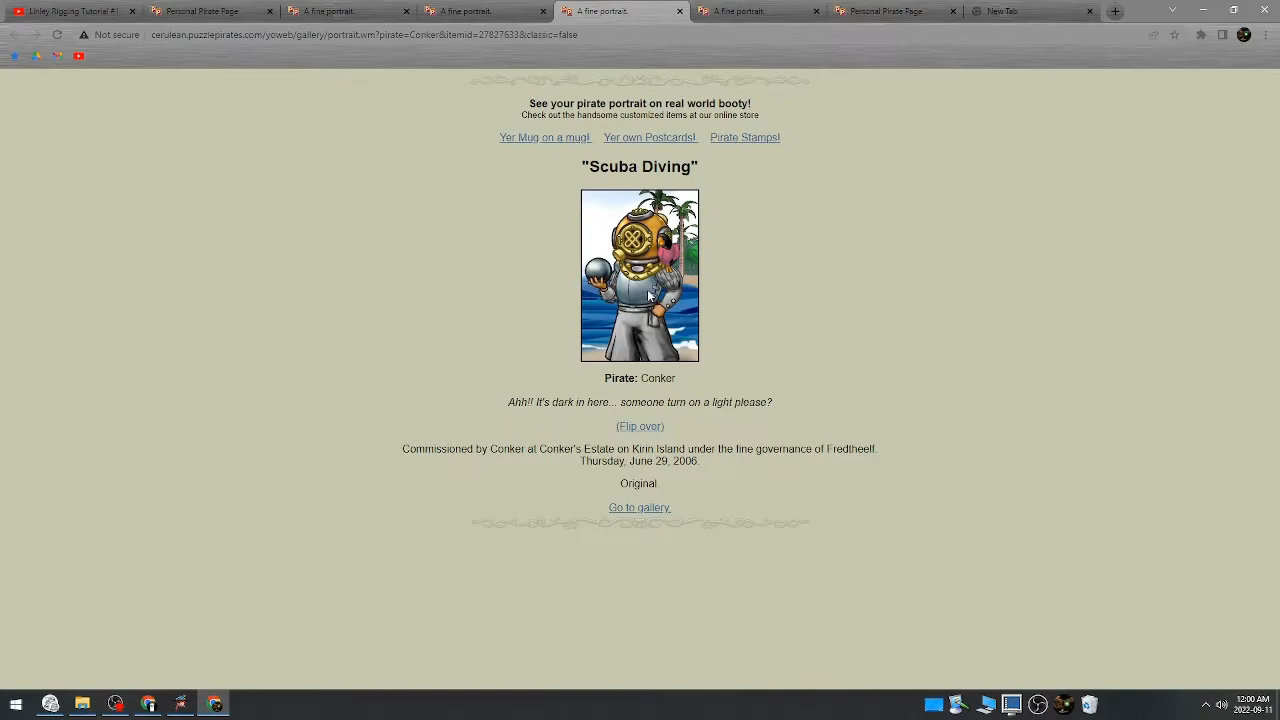 Linley Rigging Tutorial #1
Personal Pirate Page
A fine portrait.
A fine portrait.
A fine portrait.
A fine portrait.
Personal Pirate Page
New Tab
Not secure
cerulean.puzzlepirates.com/yoweb/gallery/portrait.wm?pirate=Conker&itemid=27827633&classic=false
See your pirate portrait on real world booty!
Check out the handsome customized items at our online store
Yer Mug on a mug! Yer own Postcards! Pirate Stamps!
"Scuba Diving"
Pirate: Conker
Ahh!! It's dark in here... someone turn on a light please?
(Flip over)
Commissioned by Conker at Conker's Estate on Kirin Island under the fine governance of Fredtheelf.
Thursday, June 29, 2006.
Original.
Go to gallery.
12:00 AM